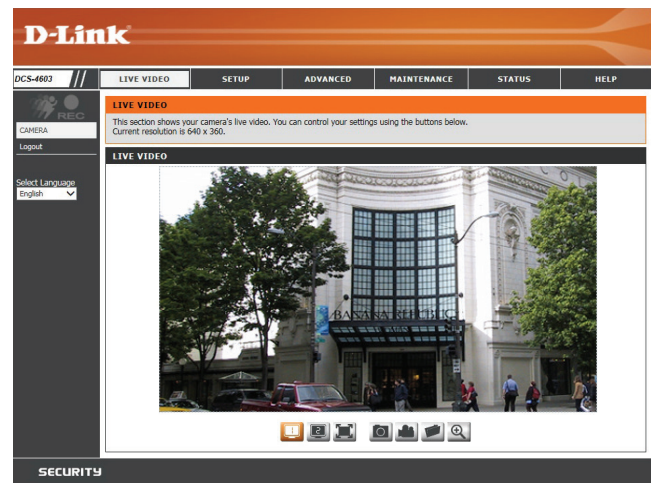 D-Link
DCS-4603
LIVE VIDEO
SETUP
ADVANCED
MAINTENANCE
STATUS
HELP
REC
CAMERA
Logout
Select Language
English
LIVE VIDEO
This section shows your camera's live video. You can control your settings using the buttons below.
Current resolution is 640 x 360.
LIVE VIDEO
BANANA REPUBLIC
1
2
SECURITY